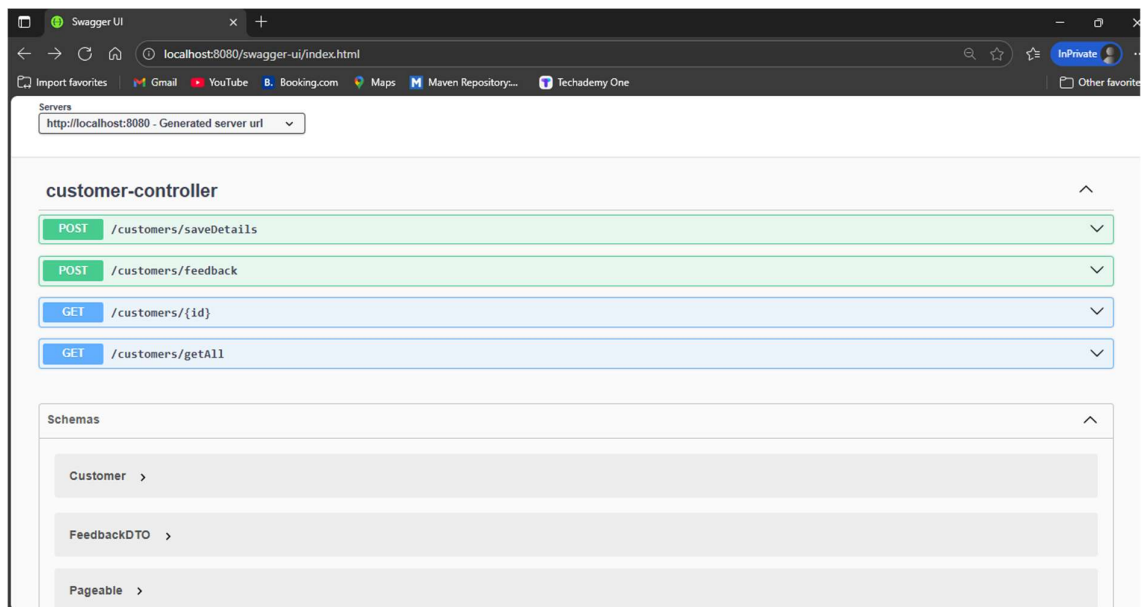 Swagger UI
localhost:8080/swagger-ui/index.html
InPrivate
Import favorites
Gmail
YouTube
B. Booking.com
Maps
M Maven Repository:...
T Techademy One
Other favorite
Servers
http://localhost:8080 - Generated server url
customer-controller
POST /customers/saveDetails
POST /customers/feedback
GET /customers/{id}
GET /customers/getAll
Schemas
Customer
FeedbackDTO
Pageable